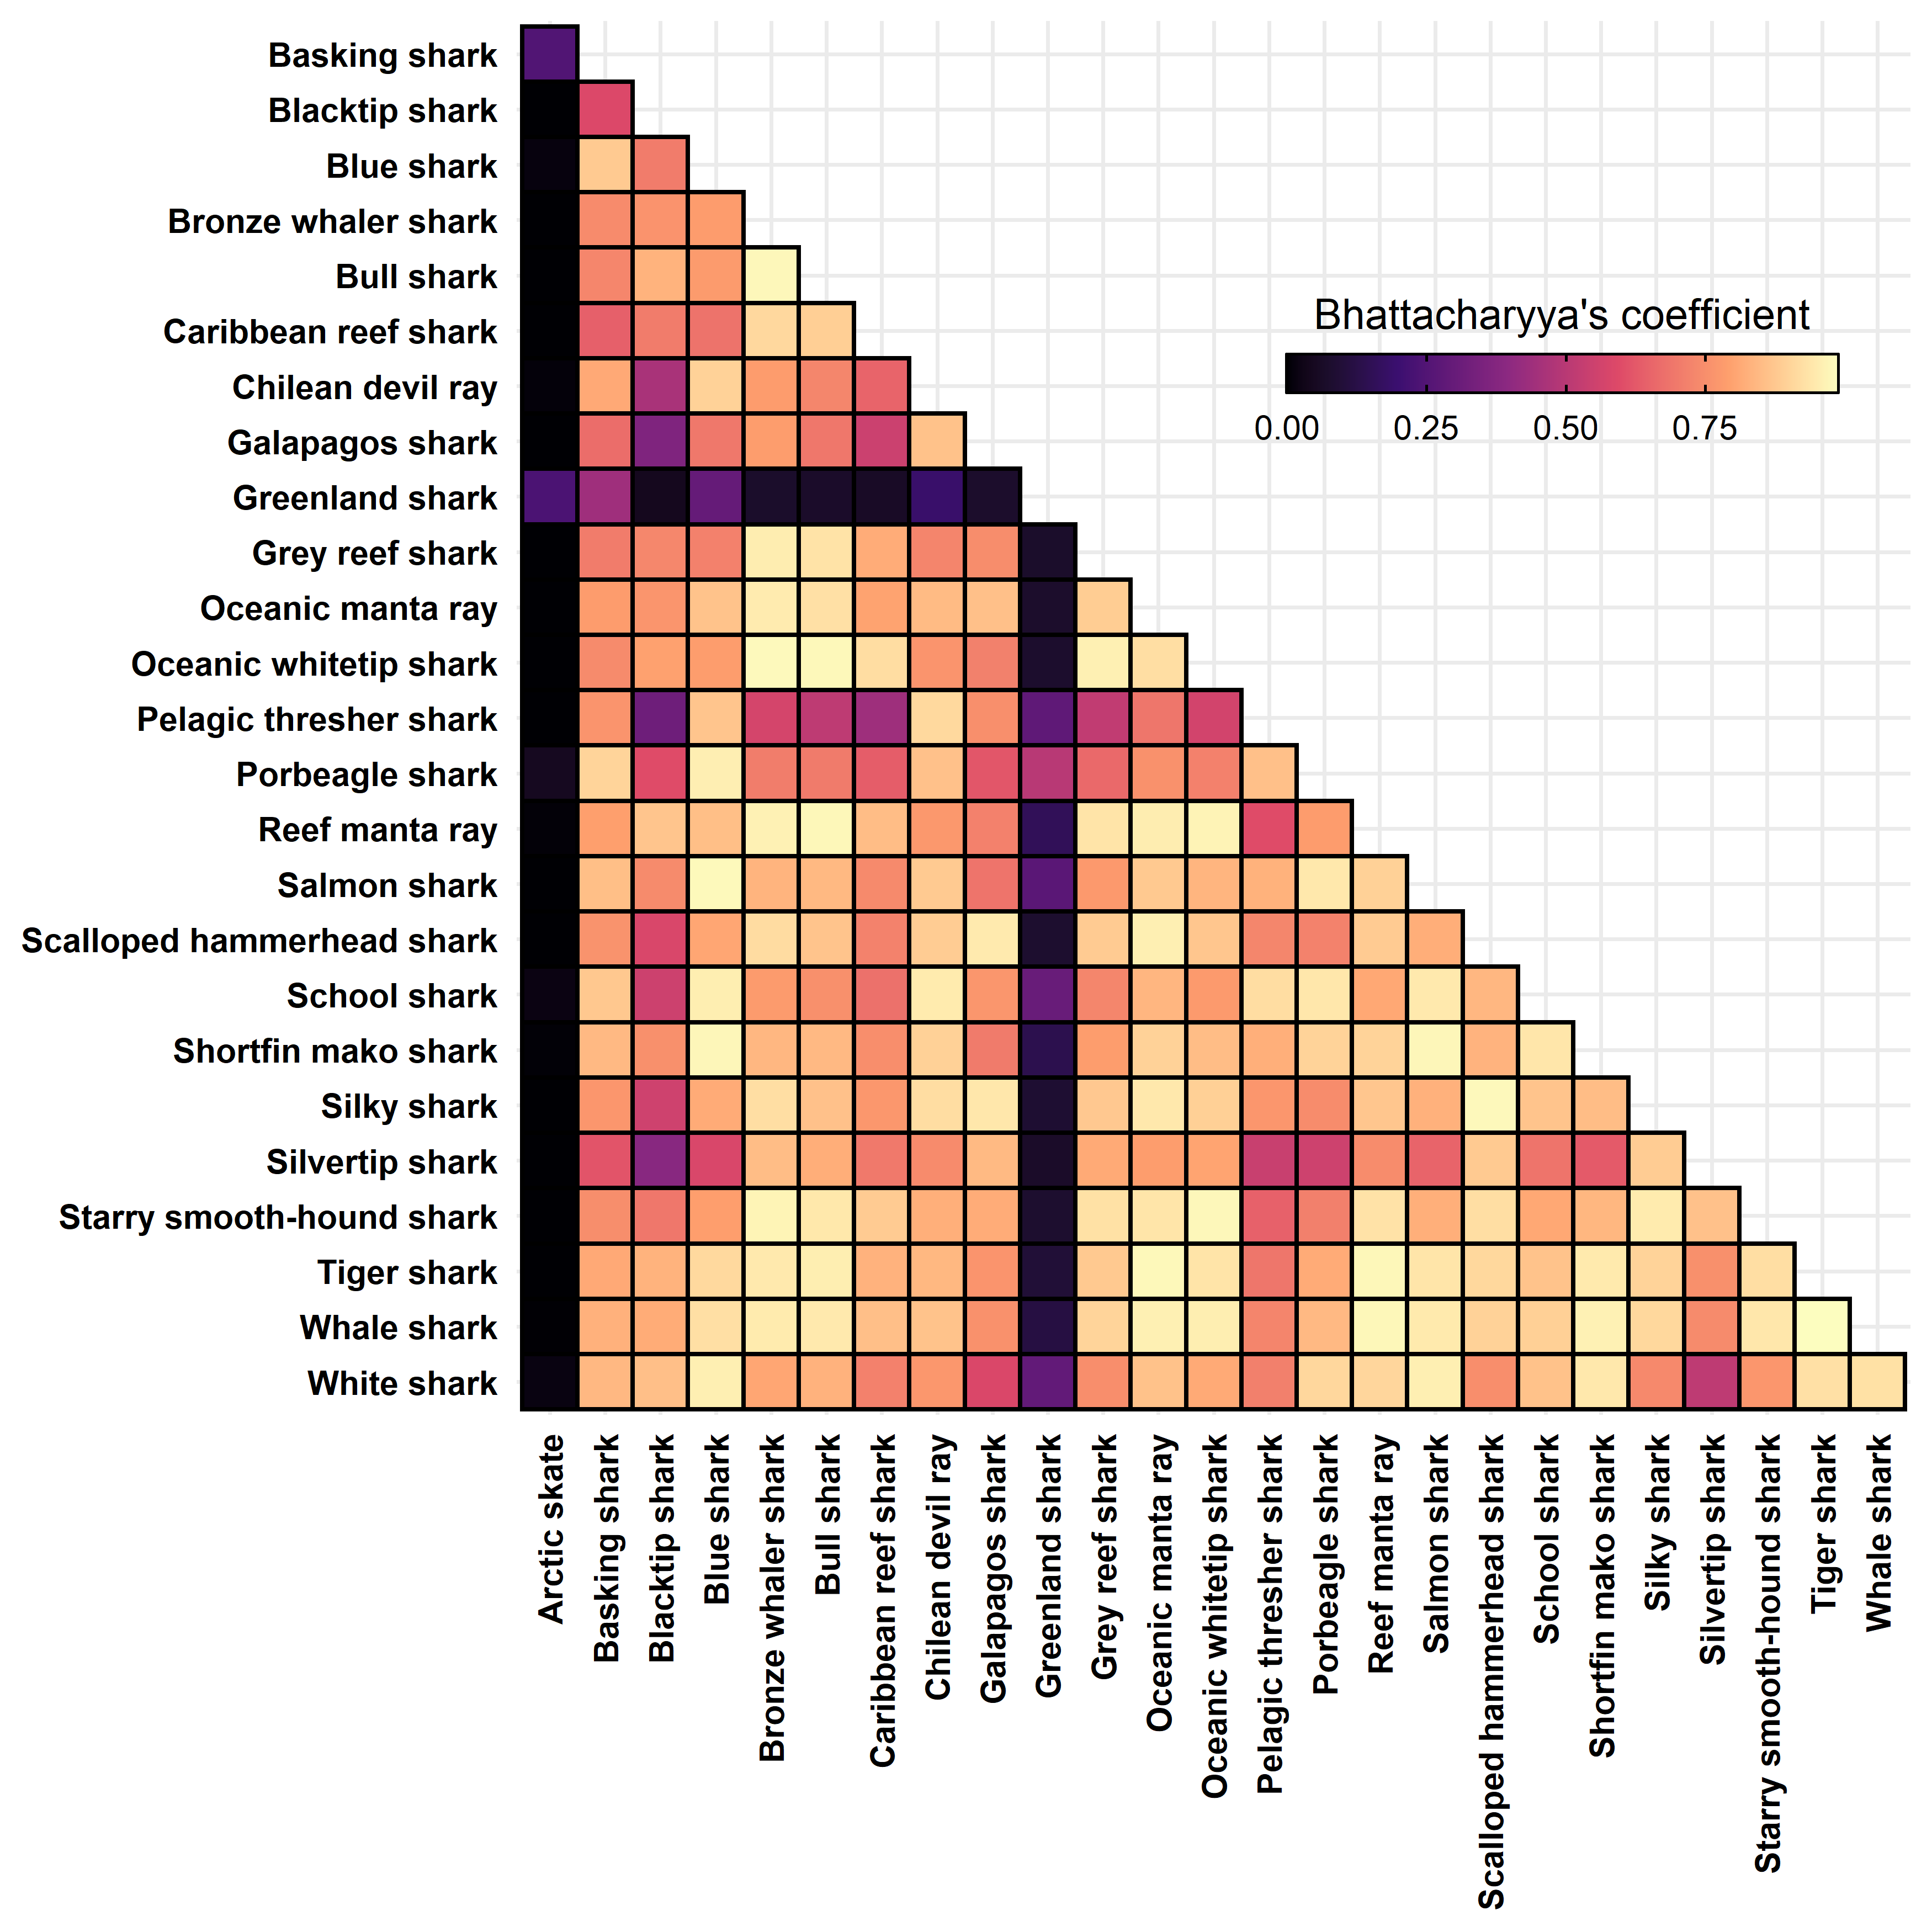 Basking shark
Blacktip shark
Blue shark
Bronze whaler shark
Bull shark
Caribbean reef shark
Chilean devil ray
Galapagos shark
Greenland shark
Grey reef shark
Oceanic manta ray
Oceanic whitetip shark
Pelagic thresher shark
Porbeagle shark
Reef manta ray
Salmon shark
Scalloped hammerhead shark
School shark
Shortfin mako shark
Silky shark
Silvertip shark
Starry smooth-hound shark
Tiger shark
Whale shark
White shark
Bhattacharyya's coefficient
0.00 0.25 0.50 0.75
Arctic skate
Basking shark
Blacktip shark
Blue shark
Bronze whaler shark
Bull shark
Caribbean reef shark
Chilean devil ray
Galapagos shark
Greenland shark
Grey reef shark
Oceanic manta ray
Oceanic whitetip shark
Pelagic thresher shark
Porbeagle shark
Reef manta ray
Salmon shark
Scalloped hammerhead shark
School shark
Shortfin mako shark
Silky shark
Silvertip shark
Starry smooth-hound shark
Tiger shark
Whale shark